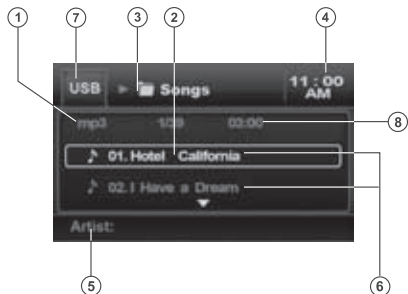 1 7 3 2 4
USB Songs 11 : 00 AM
mp3 1/39 03:00 8
01. Hotel California
02. I Have a Dream
Artist:
5 6